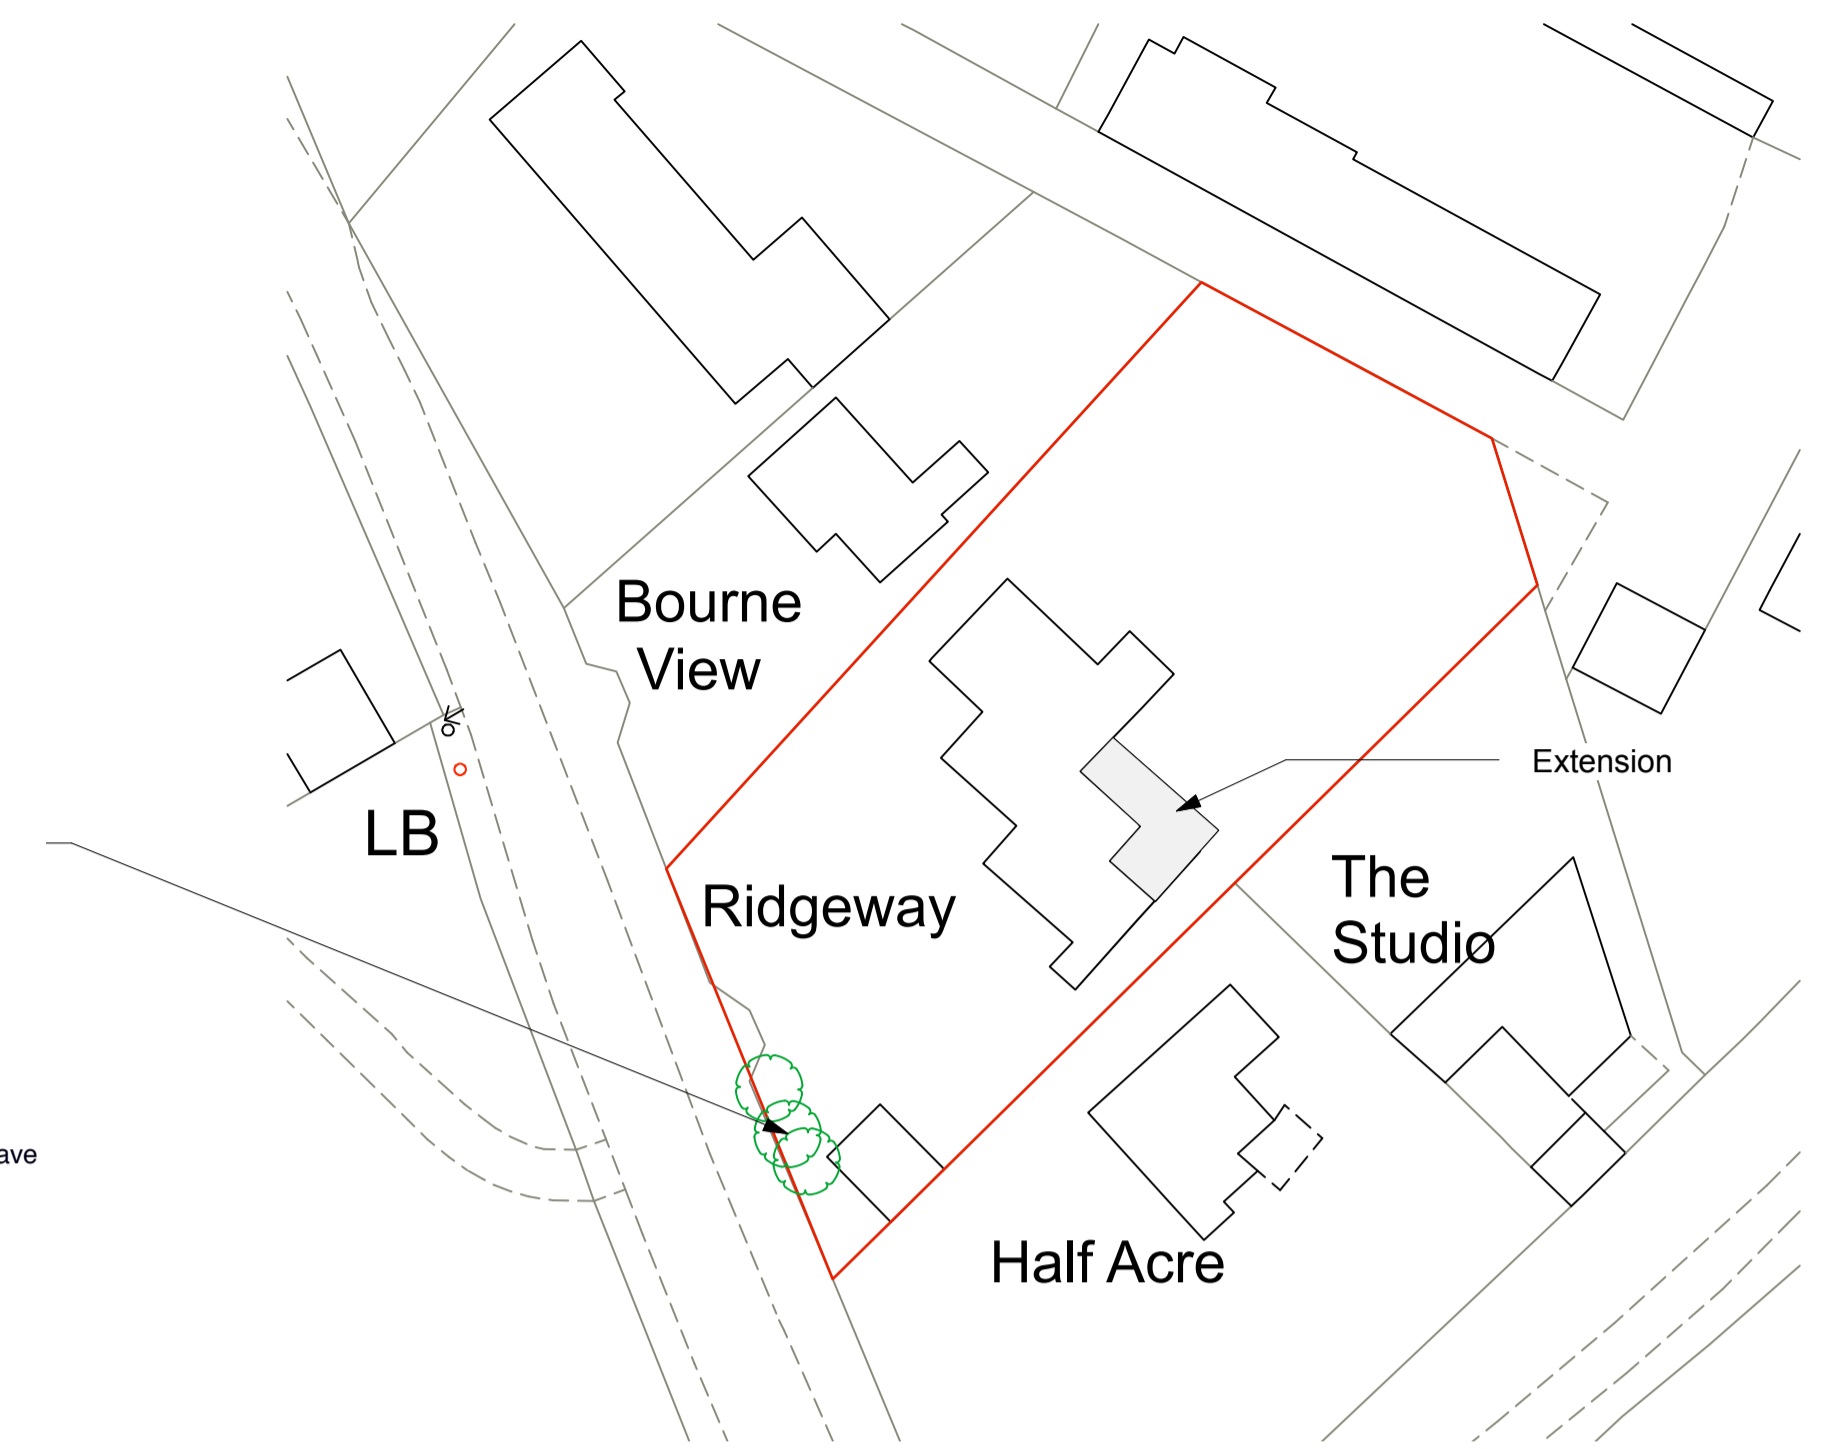 Bourne
View
Extension
LB
The
Studio
Ridgeway
ave
Half Acre